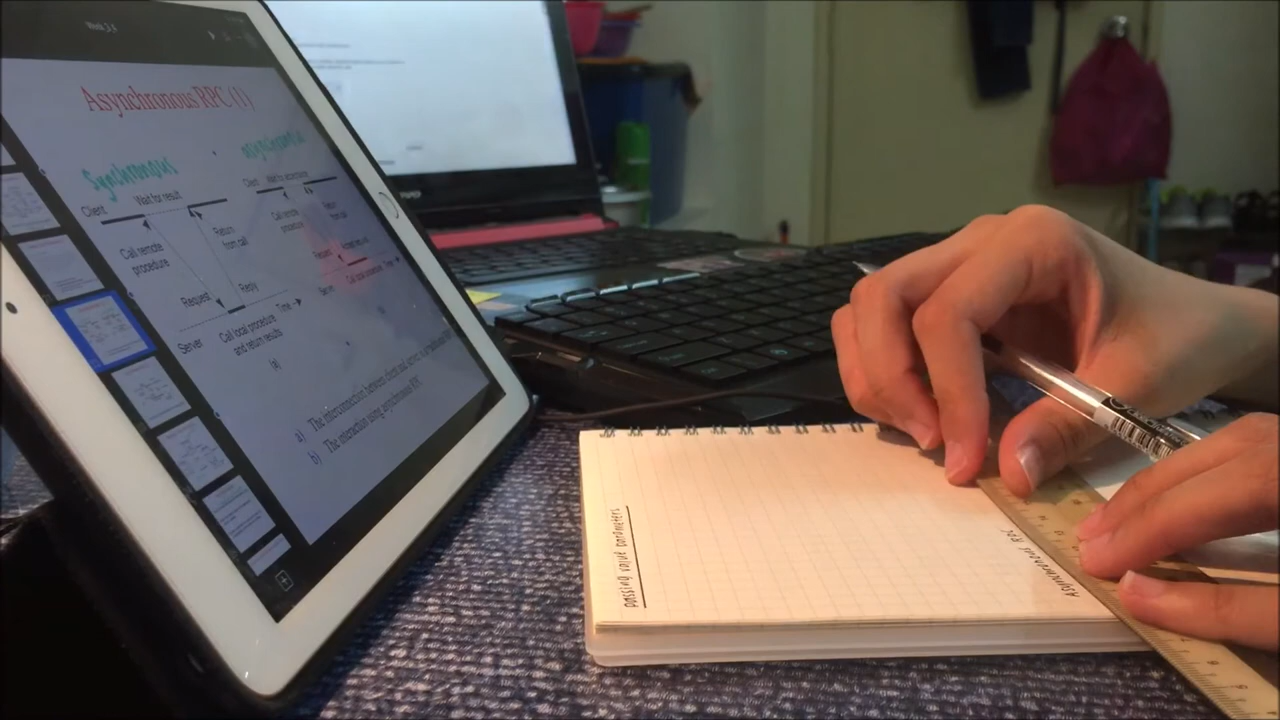 Week 3_4
Asynchronous RPC (1)
Synchronous
Client
Wait for result
Call remote
procedure
Return
from call
Request
Reply
Server
Call local procedure
and return results
Time
(a)
Client
Wait for acceptance
Call remote
procedure
Return
from call
Request
Server
Call local procedure
Time
a) The interconnection between client and server in a traditional RPC
b) The interaction using asynchronous RPC
passing value parameters
Asynchronous RPC